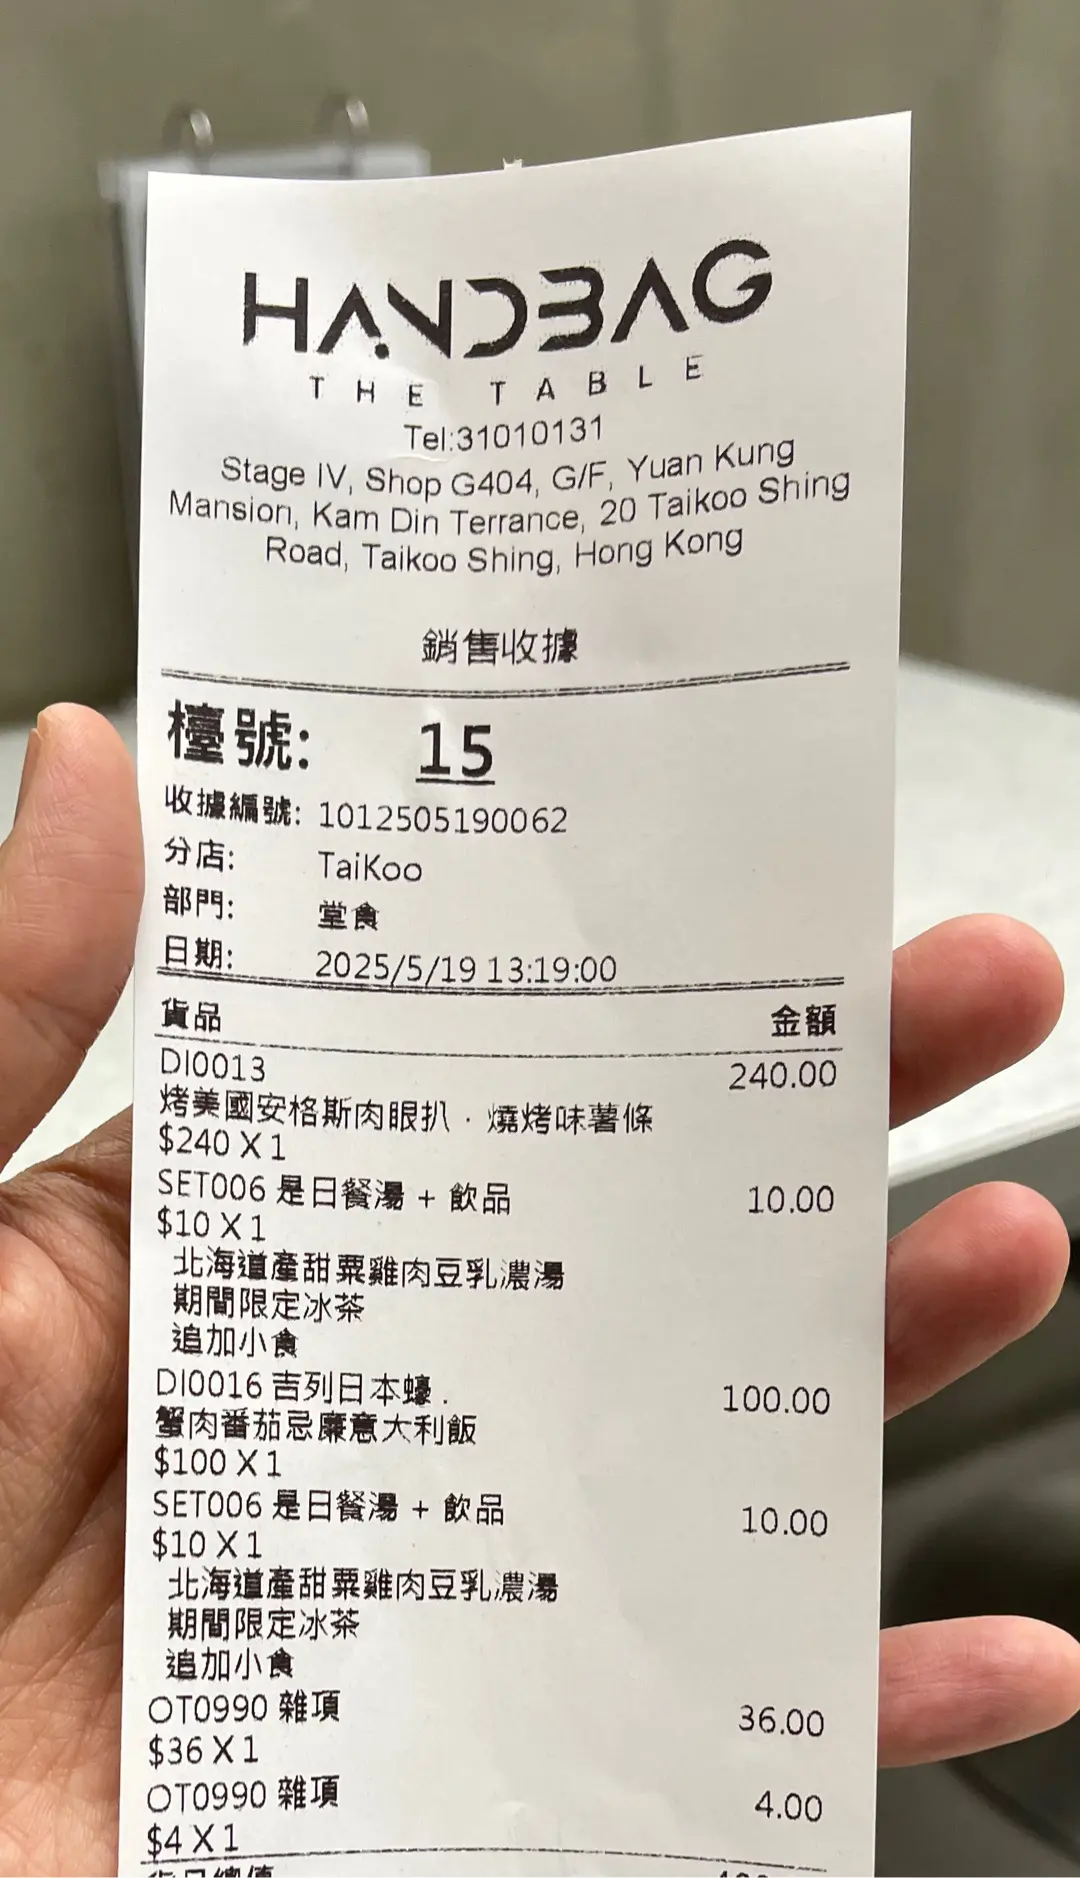 HANDBAG
THE TABLE
Tel:31010131
Stage IV, Shop G404, G/F, Yuan Kung
Mansion, Kam Din Terrance, 20 Taikoo Shing
Road, Taikoo Shing, Hong Kong
銷售收據
檯號: 15
收據編號: 1012505190062
分店: TaiKoo
部門: 堂食
日期: 2025/5/19 13:19:00
貨品 金額
DI0013 240.00
烤美國安格斯肉眼扒 · 燒烤味薯條
$240 X 1
SET006 是日餐湯 + 飲品 10.00
$10 X 1
北海道產甜粟雞肉豆乳濃湯
期間限定冰茶
追加小食
DI0016 吉列日本蠔 . 100.00
蟹肉番茄忌廉意大利飯
$100 X 1
SET006 是日餐湯 + 飲品 10.00
$10 X 1
北海道產甜粟雞肉豆乳濃湯
期間限定冰茶
追加小食
OT0990 雜項 36.00
$36 X 1
OT0990 雜項 4.00
$4 X 1